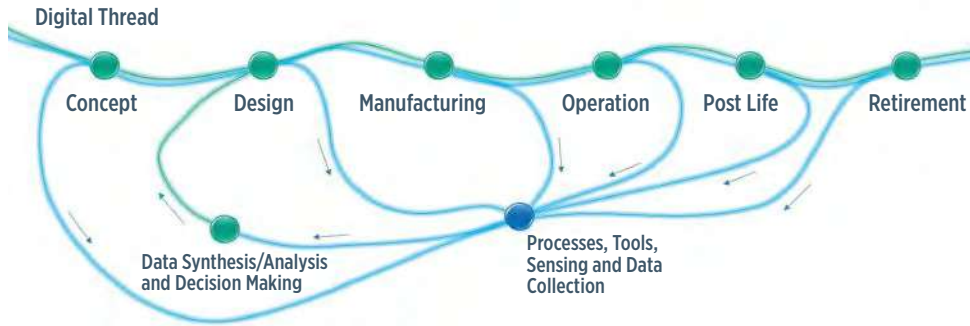 Digital Thread
Concept
Design
Manufacturing
Operation
Post Life
Retirement
Data Synthesis/Analysis
and Decision Making
Processes, Tools,
Sensing and Data
Collection